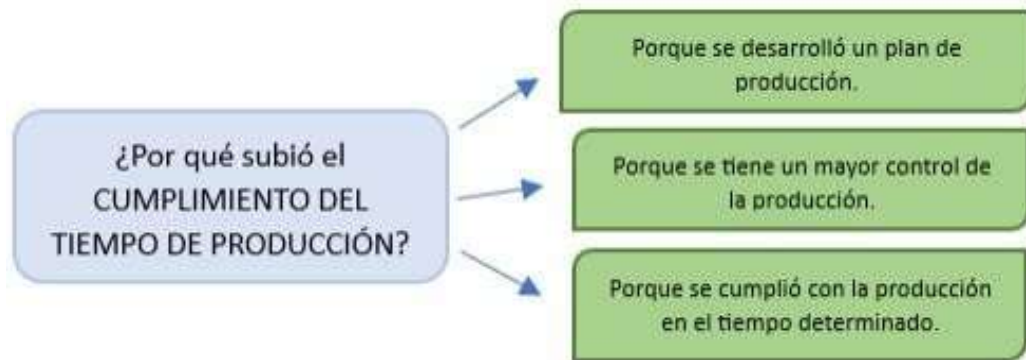 ¿Por qué subió el
CUMPLIMIENTO DEL
TIEMPO DE PRODUCCIÓN?
Porque se desarrolló un plan de
producción.
Porque se tiene un mayor control de
la producción.
Porque se cumplió con la producción
en el tiempo determinado.